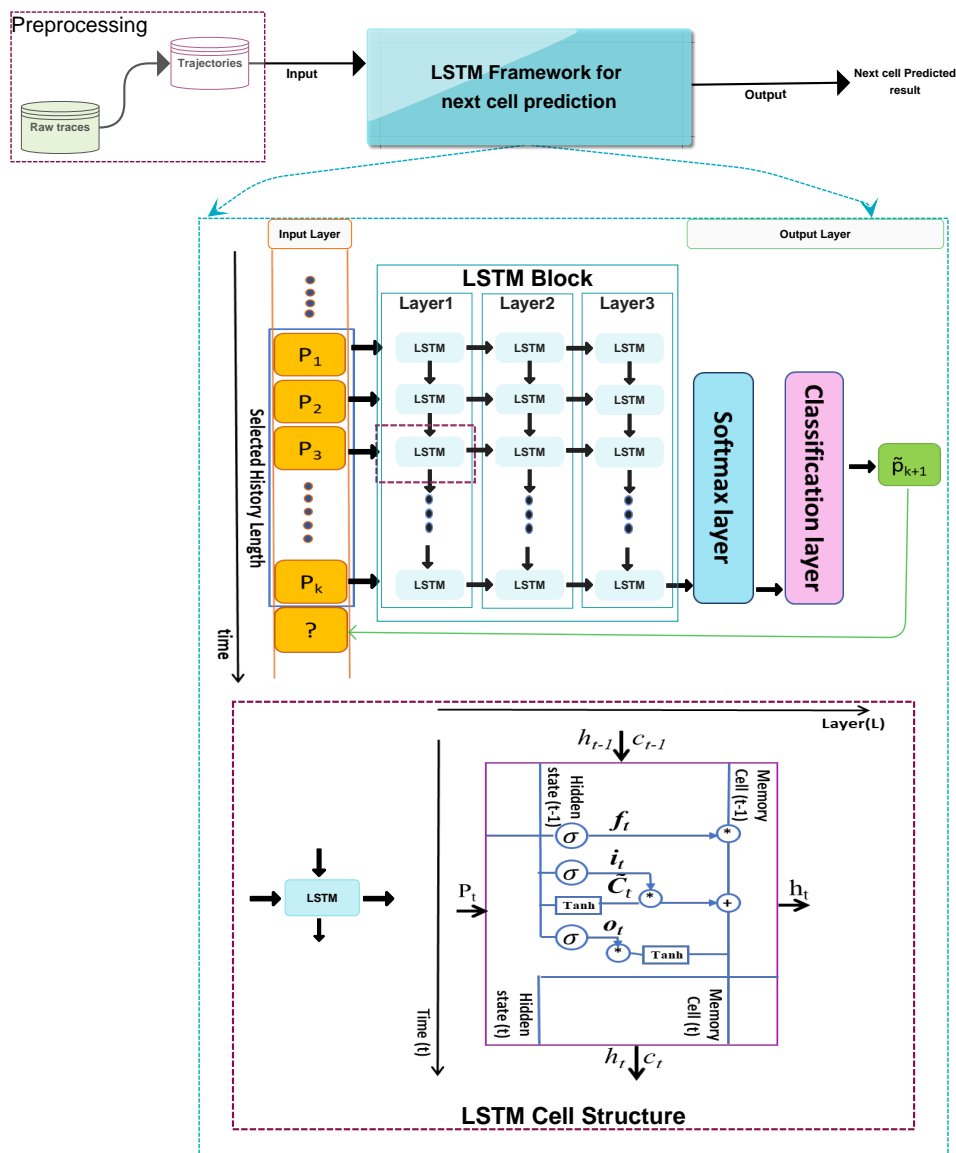 Preprocessing
Trajectories
Raw traces
Input
LSTM Framework for
next cell prediction
Output
Next cell Predicted
result
Input Layer
Output Layer
LSTM Block
Layer1
Layer2
Layer3
P1
LSTM
LSTM
LSTM
P2
LSTM
LSTM
LSTM
P3
LSTM
LSTM
LSTM
Pk
LSTM
LSTM
LSTM
?
Selected History Length
time
Softmax layer
Classification layer
p̃k+1
Layer(L)
Time (t)
LSTM
ht-1
ct-1
Hidden
state (t-1)
Memory
Cell (t-1)
σ
ft
*
σ
it
Pt
Tanh
C̃t
*
+
ht
σ
ot
*
Tanh
Hidden
state (t)
Memory
Cell (t)
ht
ct
LSTM Cell Structure